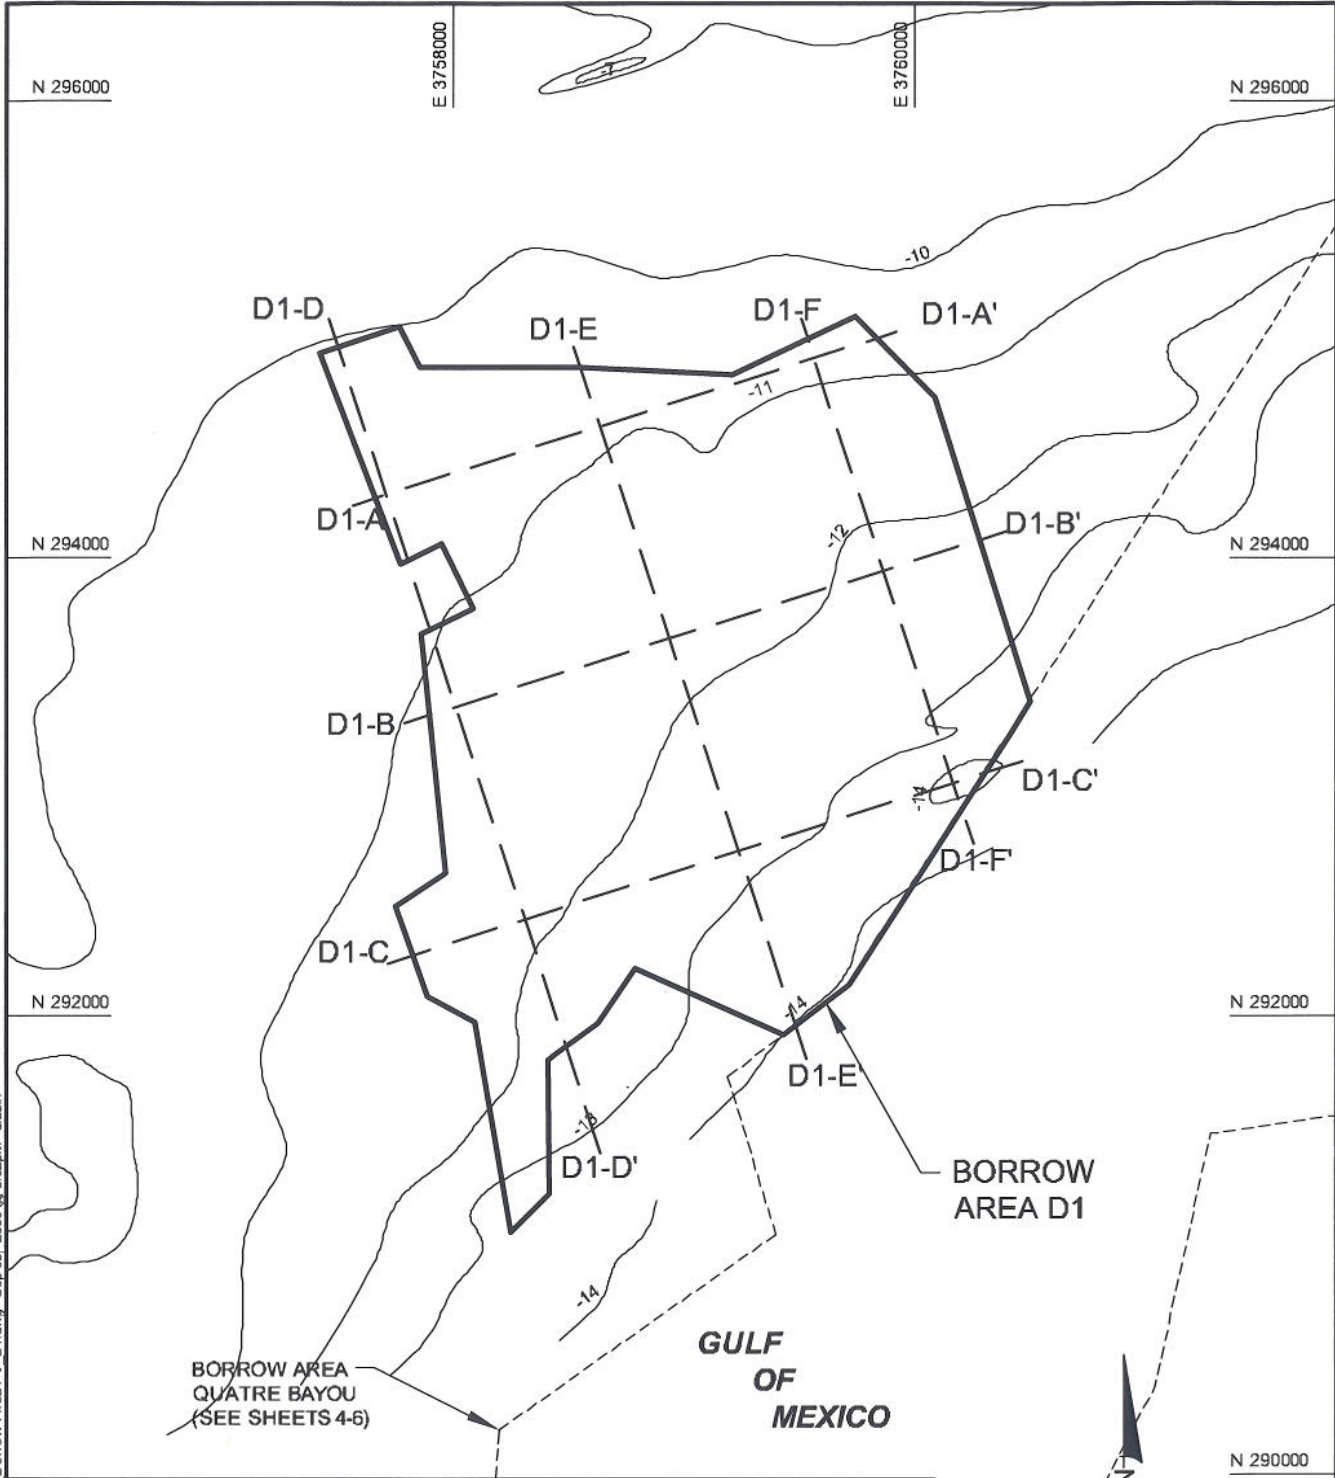 E 3758000
E 3760000
N 296000
N 296000
-7
-10
D1-D
D1-E
D1-F
D1-A'
-11
D1-A
-12
D1-B'
N 294000
N 294000
D1-B
D1-C'
-14
D1-F'
D1-C
N 292000
N 292000
-14
D1-E'
-13
D1-D'
BORROW
AREA D1
-14
GULF
OF
MEXICO
BORROW AREA
QUATRE BAYOU
(SEE SHEETS 4-6)
N 290000
N